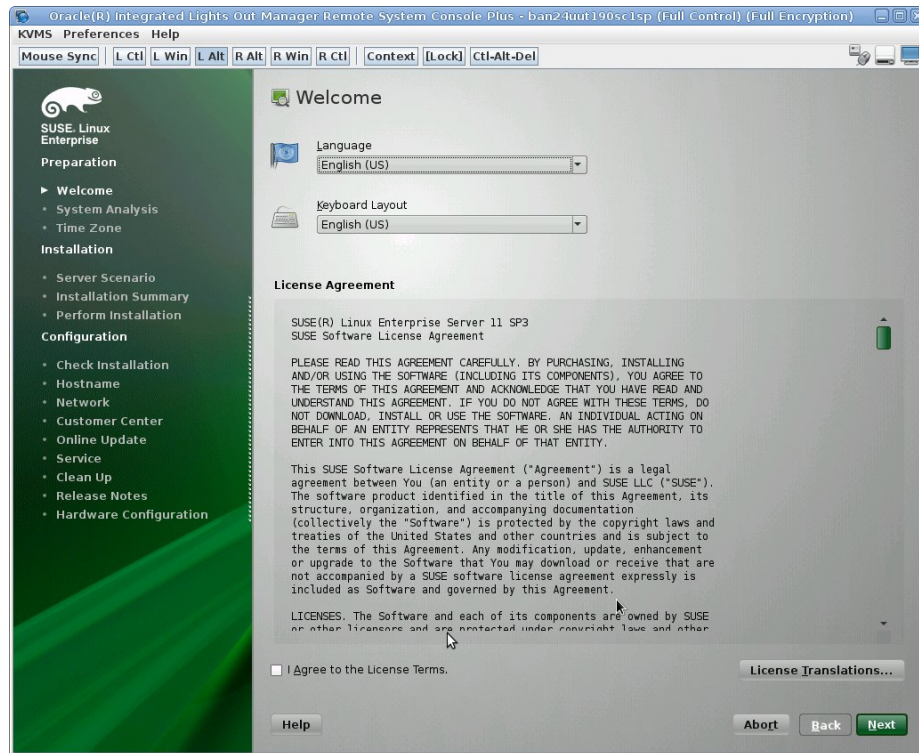 Oracle(R) Integrated Lights Out Manager Remote System Console Plus - ban24uut190sc1sp (Full Control) (Full Encryption)
KVMS Preferences Help
Mouse Sync L Ctl L Win L Alt R Alt R Win R Ctl Context [Lock] Ctl-Alt-Del
SUSE. Linux
Enterprise
Preparation
Welcome
System Analysis
Time Zone
Installation
Server Scenario
Installation Summary
Perform Installation
Configuration
Check Installation
Hostname
Network
Customer Center
Online Update
Service
Clean Up
Release Notes
Hardware Configuration
Welcome
Language
English (US)
Keyboard Layout
English (US)
License Agreement
SUSE(R) Linux Enterprise Server 11 SP3
SUSE Software License Agreement
PLEASE READ THIS AGREEMENT CAREFULLY. BY PURCHASING, INSTALLING
AND/OR USING THE SOFTWARE (INCLUDING ITS COMPONENTS), YOU AGREE TO
THE TERMS OF THIS AGREEMENT AND ACKNOWLEDGE THAT YOU HAVE READ AND
UNDERSTAND THIS AGREEMENT. IF YOU DO NOT AGREE WITH THESE TERMS, DO
NOT DOWNLOAD, INSTALL OR USE THE SOFTWARE. AN INDIVIDUAL ACTING ON
BEHALF OF AN ENTITY REPRESENTS THAT HE OR SHE HAS THE AUTHORITY TO
ENTER INTO THIS AGREEMENT ON BEHALF OF THAT ENTITY.
This SUSE Software License Agreement ("Agreement") is a legal
agreement between You (an entity or a person) and SUSE LLC ("SUSE").
The software product identified in the title of this Agreement, its
structure, organization, and accompanying documentation
(collectively the "Software") is protected by the copyright laws and
treaties of the United States and other countries and is subject to
the terms of this Agreement. Any modification, update, enhancement
or upgrade to the Software that You may download or receive that are
not accompanied by a SUSE software license agreement expressly is
included as Software and governed by this Agreement.
LICENSES. The Software and each of its components are owned by SUSE
or other licensors and are protected under copyright laws and other
I Agree to the License Terms.
License Translations...
Help
Abort Back Next